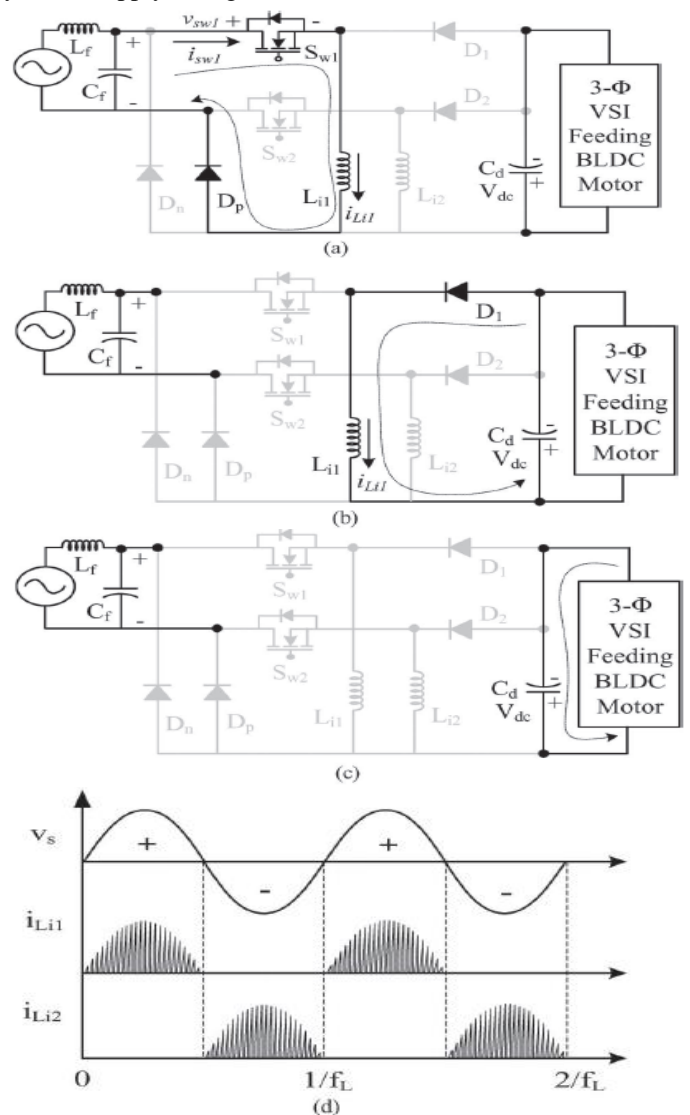 v_sw1 + -
L_f
+
i_sw1
S_w1
D_1
C_f
D_2
-
S_w2
3-Φ
VSI
Feeding
BLDC
Motor
D_n
D_p
L_i1
i_Li1
L_i2
C_d
V_dc
-
+
(a)
L_f
+
D_1
C_f
S_w1
-
D_2
S_w2
3-Φ
VSI
Feeding
BLDC
Motor
D_n
D_p
L_i1
i_Li1
L_i2
C_d
V_dc
-
+
(b)
L_f
+
D_1
C_f
S_w1
-
D_2
S_w2
3-Φ
VSI
Feeding
BLDC
Motor
D_n
D_p
L_i1
L_i2
C_d
V_dc
-
+
(c)
v_s
+ - + -
i_Li1
i_Li2
0 1/f_L 2/f_L
(d)